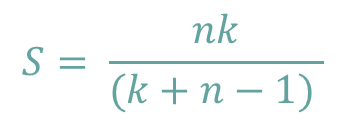 S = nk / (k + n − 1)